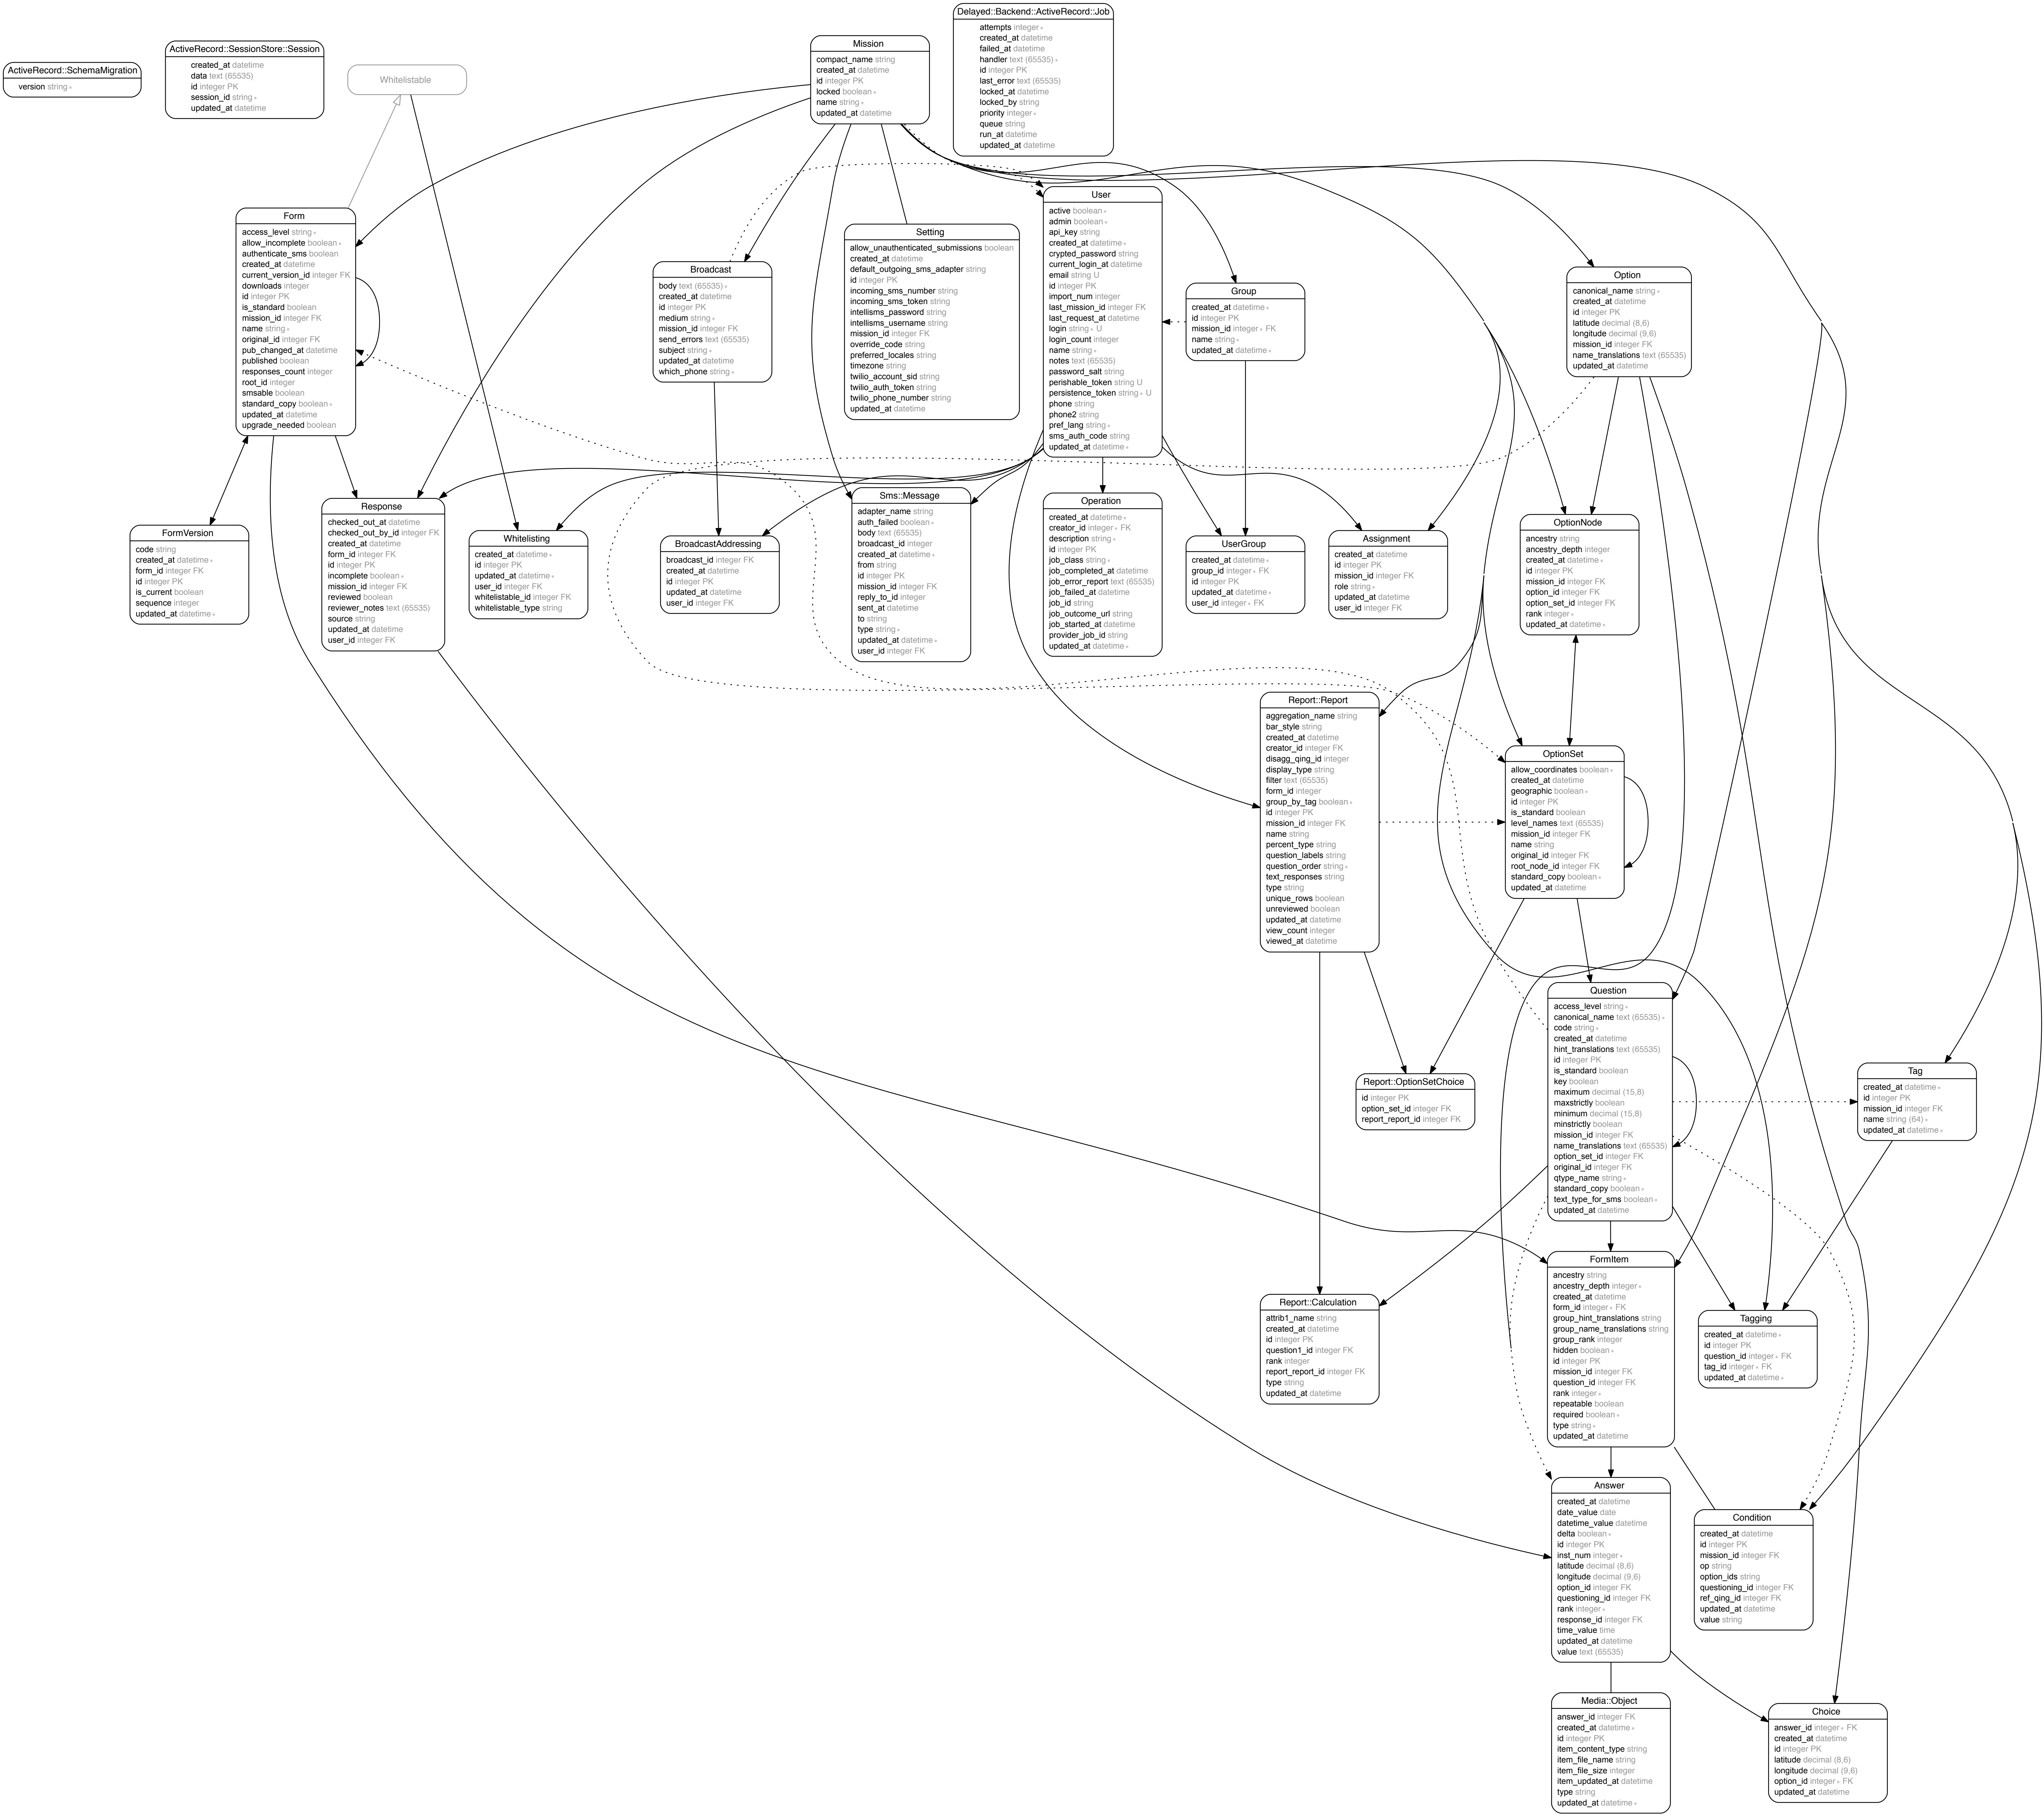 Delayed::Backend::ActiveRecord::Job
attempts integer ∗
created_at datetime
failed_at datetime
handler text (65535) ∗
id integer PK
last_error text (65535)
locked_at datetime
locked_by string
priority integer ∗
queue string
run_at datetime
updated_at datetime
ActiveRecord::SchemaMigration
version string ∗
ActiveRecord::SessionStore::Session
created_at datetime
data text (65535)
id integer PK
session_id string ∗
updated_at datetime
Whitelistable
Mission
compact_name string
created_at datetime
id integer PK
locked boolean ∗
name string ∗
updated_at datetime
Form
access_level string ∗
allow_incomplete boolean ∗
authenticate_sms boolean
created_at datetime
current_version_id integer FK
downloads integer
id integer PK
is_standard boolean
mission_id integer FK
name string ∗
original_id integer FK
pub_changed_at datetime
published boolean
responses_count integer
root_id integer
smsable boolean
standard_copy boolean ∗
updated_at datetime
upgrade_needed boolean
Broadcast
body text (65535) ∗
created_at datetime
id integer PK
medium string ∗
mission_id integer FK
send_errors text (65535)
subject string ∗
updated_at datetime
which_phone string ∗
Setting
allow_unauthenticated_submissions boolean
created_at datetime
default_outgoing_sms_adapter string
id integer PK
incoming_sms_number string
incoming_sms_token string
intellisms_password string
intellisms_username string
mission_id integer FK
override_code string
preferred_locales string
timezone string
twilio_account_sid string
twilio_auth_token string
twilio_phone_number string
updated_at datetime
User
active boolean ∗
admin boolean ∗
api_key string
created_at datetime ∗
crypted_password string
current_login_at datetime
email string U
id integer PK
import_num integer
last_mission_id integer FK
last_request_at datetime
login string ∗ U
login_count integer
name string ∗
notes text (65535)
password_salt string
perishable_token string U
persistence_token string ∗ U
phone string
phone2 string
pref_lang string ∗
sms_auth_code string
updated_at datetime ∗
Group
created_at datetime ∗
id integer PK
mission_id integer ∗ FK
name string ∗
updated_at datetime ∗
Option
canonical_name string ∗
created_at datetime
id integer PK
latitude decimal (8,6)
longitude decimal (9,6)
mission_id integer FK
name_translations text (65535)
updated_at datetime
FormVersion
code string
created_at datetime ∗
form_id integer FK
id integer PK
is_current boolean
sequence integer
updated_at datetime ∗
Response
checked_out_at datetime
checked_out_by_id integer FK
created_at datetime
form_id integer FK
id integer PK
incomplete boolean ∗
mission_id integer FK
reviewed boolean
reviewer_notes text (65535)
source string
updated_at datetime
user_id integer FK
Whitelisting
created_at datetime ∗
id integer PK
updated_at datetime ∗
user_id integer FK
whitelistable_id integer FK
whitelistable_type string
BroadcastAddressing
broadcast_id integer FK
created_at datetime
id integer PK
updated_at datetime
user_id integer FK
Sms::Message
adapter_name string
auth_failed boolean ∗
body text (65535)
broadcast_id integer
created_at datetime ∗
from string
id integer PK
mission_id integer FK
reply_to_id integer
sent_at datetime
to string
type string ∗
updated_at datetime ∗
user_id integer FK
Operation
created_at datetime ∗
creator_id integer ∗ FK
description string ∗
id integer PK
job_class string ∗
job_completed_at datetime
job_error_report text (65535)
job_failed_at datetime
job_id string
job_outcome_url string
job_started_at datetime
provider_job_id string
updated_at datetime ∗
UserGroup
created_at datetime ∗
group_id integer ∗ FK
id integer PK
updated_at datetime ∗
user_id integer ∗ FK
Assignment
created_at datetime
id integer PK
mission_id integer FK
role string ∗
updated_at datetime
user_id integer FK
OptionNode
ancestry string
ancestry_depth integer
created_at datetime ∗
id integer PK
mission_id integer FK
option_id integer FK
option_set_id integer FK
rank integer ∗
updated_at datetime ∗
Report::Report
aggregation_name string
bar_style string
created_at datetime
creator_id integer FK
disagg_qing_id integer
display_type string
filter text (65535)
form_id integer
group_by_tag boolean ∗
id integer PK
mission_id integer FK
name string
percent_type string
question_labels string
question_order string ∗
text_responses string
type string
unique_rows boolean
unreviewed boolean
updated_at datetime
view_count integer
viewed_at datetime
OptionSet
allow_coordinates boolean ∗
created_at datetime
geographic boolean ∗
id integer PK
is_standard boolean
level_names text (65535)
mission_id integer FK
name string
original_id integer FK
root_node_id integer FK
standard_copy boolean ∗
updated_at datetime
Question
access_level string ∗
canonical_name text (65535) ∗
code string ∗
created_at datetime
hint_translations text (65535)
id integer PK
is_standard boolean
key boolean
maximum decimal (15,8)
maxstrictly boolean
minimum decimal (15,8)
minstrictly boolean
mission_id integer FK
name_translations text (65535)
option_set_id integer FK
original_id integer FK
qtype_name string ∗
standard_copy boolean ∗
text_type_for_sms boolean ∗
updated_at datetime
Report::OptionSetChoice
id integer PK
option_set_id integer FK
report_report_id integer FK
Tag
created_at datetime ∗
id integer PK
mission_id integer FK
name string (64) ∗
updated_at datetime ∗
FormItem
ancestry string
ancestry_depth integer ∗
created_at datetime
form_id integer ∗ FK
group_hint_translations string
group_name_translations string
group_rank integer
hidden boolean ∗
id integer PK
mission_id integer FK
question_id integer FK
rank integer ∗
repeatable boolean
required boolean ∗
type string ∗
updated_at datetime
Report::Calculation
attrib1_name string
created_at datetime
id integer PK
question1_id integer FK
rank integer
report_report_id integer FK
type string
updated_at datetime
Tagging
created_at datetime ∗
id integer PK
question_id integer ∗ FK
tag_id integer ∗ FK
updated_at datetime ∗
Answer
created_at datetime
date_value date
datetime_value datetime
delta boolean ∗
id integer PK
inst_num integer ∗
latitude decimal (8,6)
longitude decimal (9,6)
option_id integer FK
questioning_id integer FK
rank integer ∗
response_id integer FK
time_value time
updated_at datetime
value text (65535)
Condition
created_at datetime
id integer PK
mission_id integer FK
op string
option_ids string
questioning_id integer FK
ref_qing_id integer FK
updated_at datetime
value string
Media::Object
answer_id integer FK
created_at datetime ∗
id integer PK
item_content_type string
item_file_name string
item_file_size integer
item_updated_at datetime
type string
updated_at datetime ∗
Choice
answer_id integer ∗ FK
created_at datetime
id integer PK
latitude decimal (8,6)
longitude decimal (9,6)
option_id integer ∗ FK
updated_at datetime